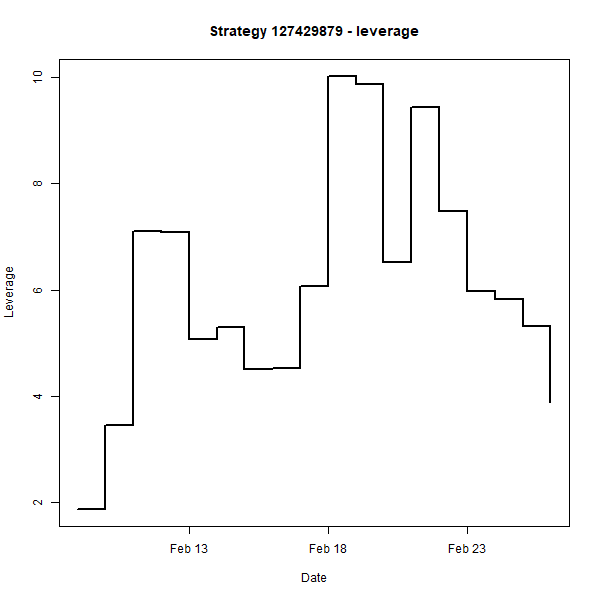 Strategy 127429879 - leverage
10
8
6
4
2
Leverage
Feb 13
Feb 18
Feb 23
Date